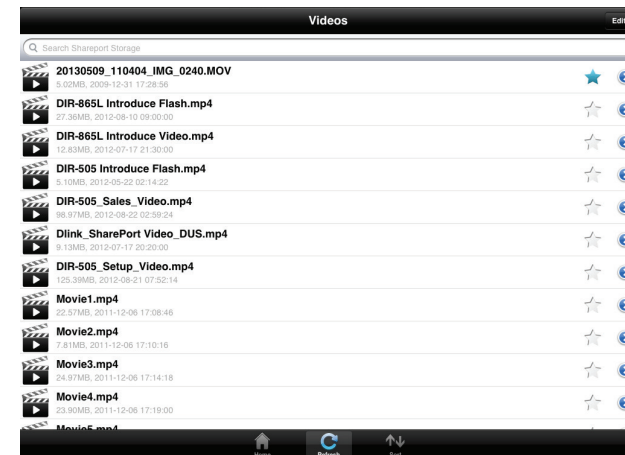 Videos
Edit
Search Shareport Storage
20130509_110404_IMG_0240.MOV
5.02MB, 2009-12-31 17:28:56
DIR-865L Introduce Flash.mp4
27.36MB, 2012-08-10 09:00:00
DIR-865L Introduce Video.mp4
12.83MB, 2012-07-17 21:30:00
DIR-505 Introduce Flash.mp4
5.10MB, 2012-05-22 02:14:22
DIR-505_Sales_Video.mp4
98.97MB, 2012-08-22 02:59:24
Dlink_SharePort Video_DUS.mp4
9.13MB, 2012-07-17 20:20:00
DIR-505_Setup_Video.mp4
125.39MB, 2012-08-21 07:52:14
Movie1.mp4
22.57MB, 2011-12-06 17:08:46
Movie2.mp4
7.81MB, 2011-12-06 17:10:16
Movie3.mp4
24.97MB, 2011-12-06 17:14:18
Movie4.mp4
23.90MB, 2011-12-06 17:19:00
Movie5.mp4
Home Refresh Sort